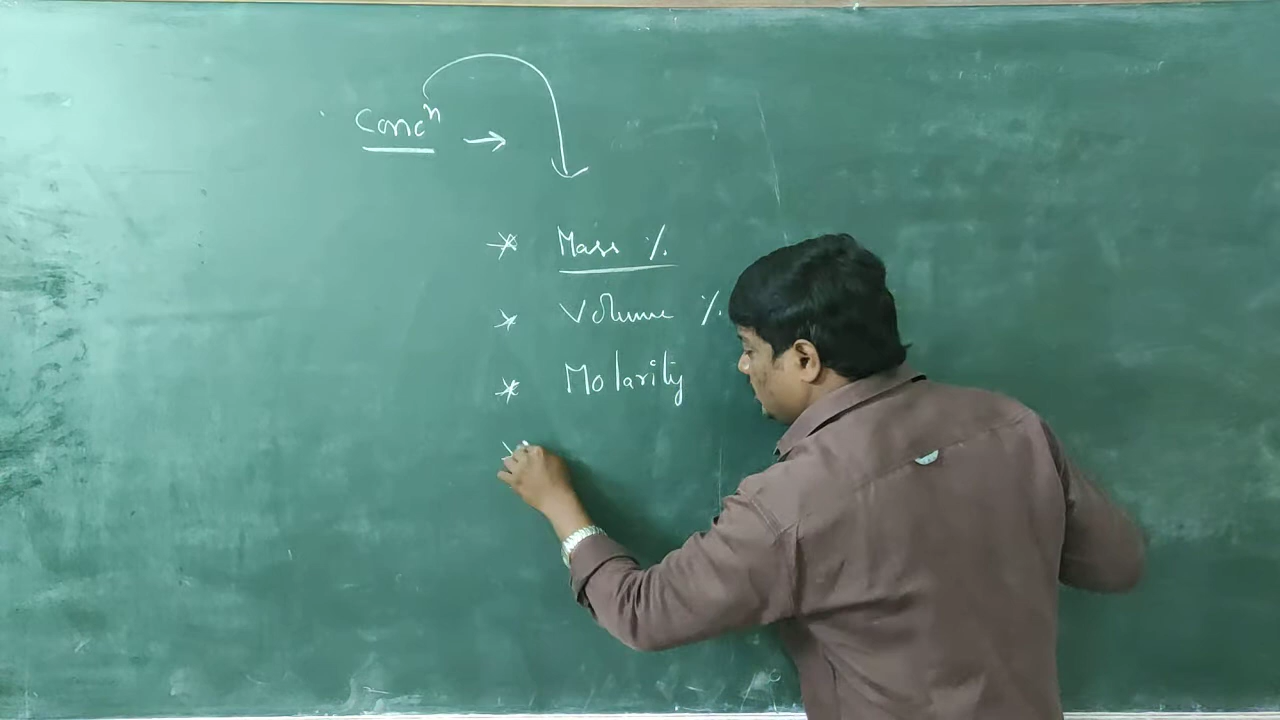 Concⁿ →
* Mass %
* Volume %
* Molarity